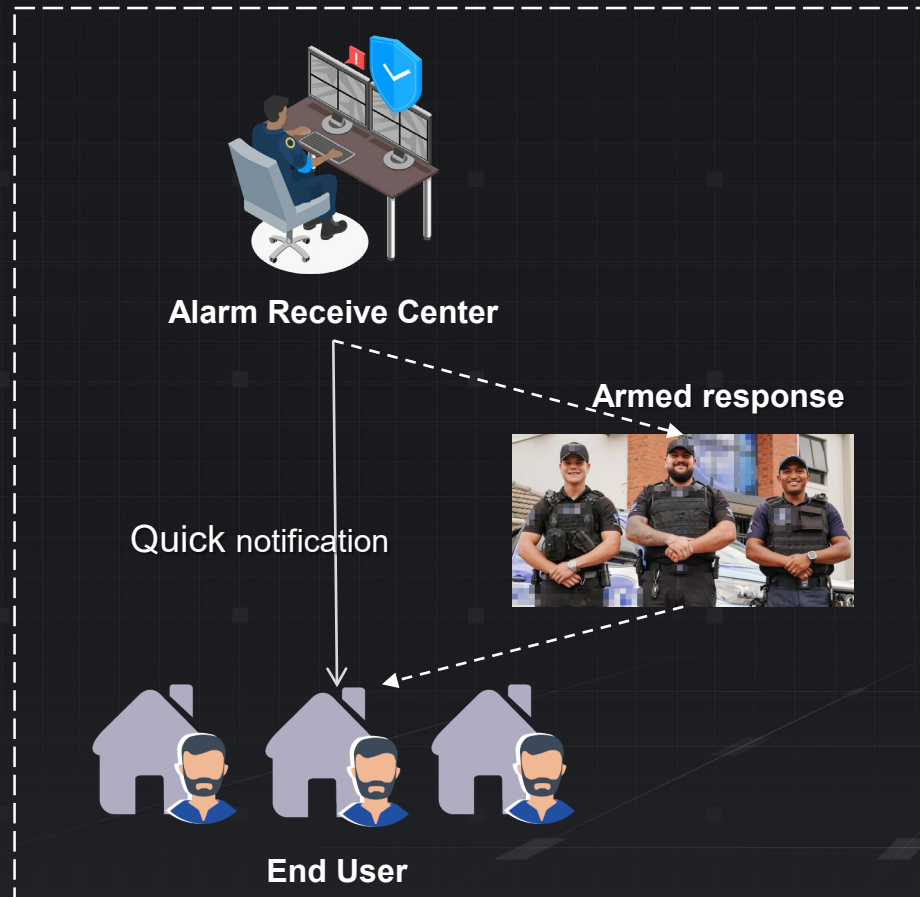 Alarm Receive Center
Armed response
Quick notification
End User